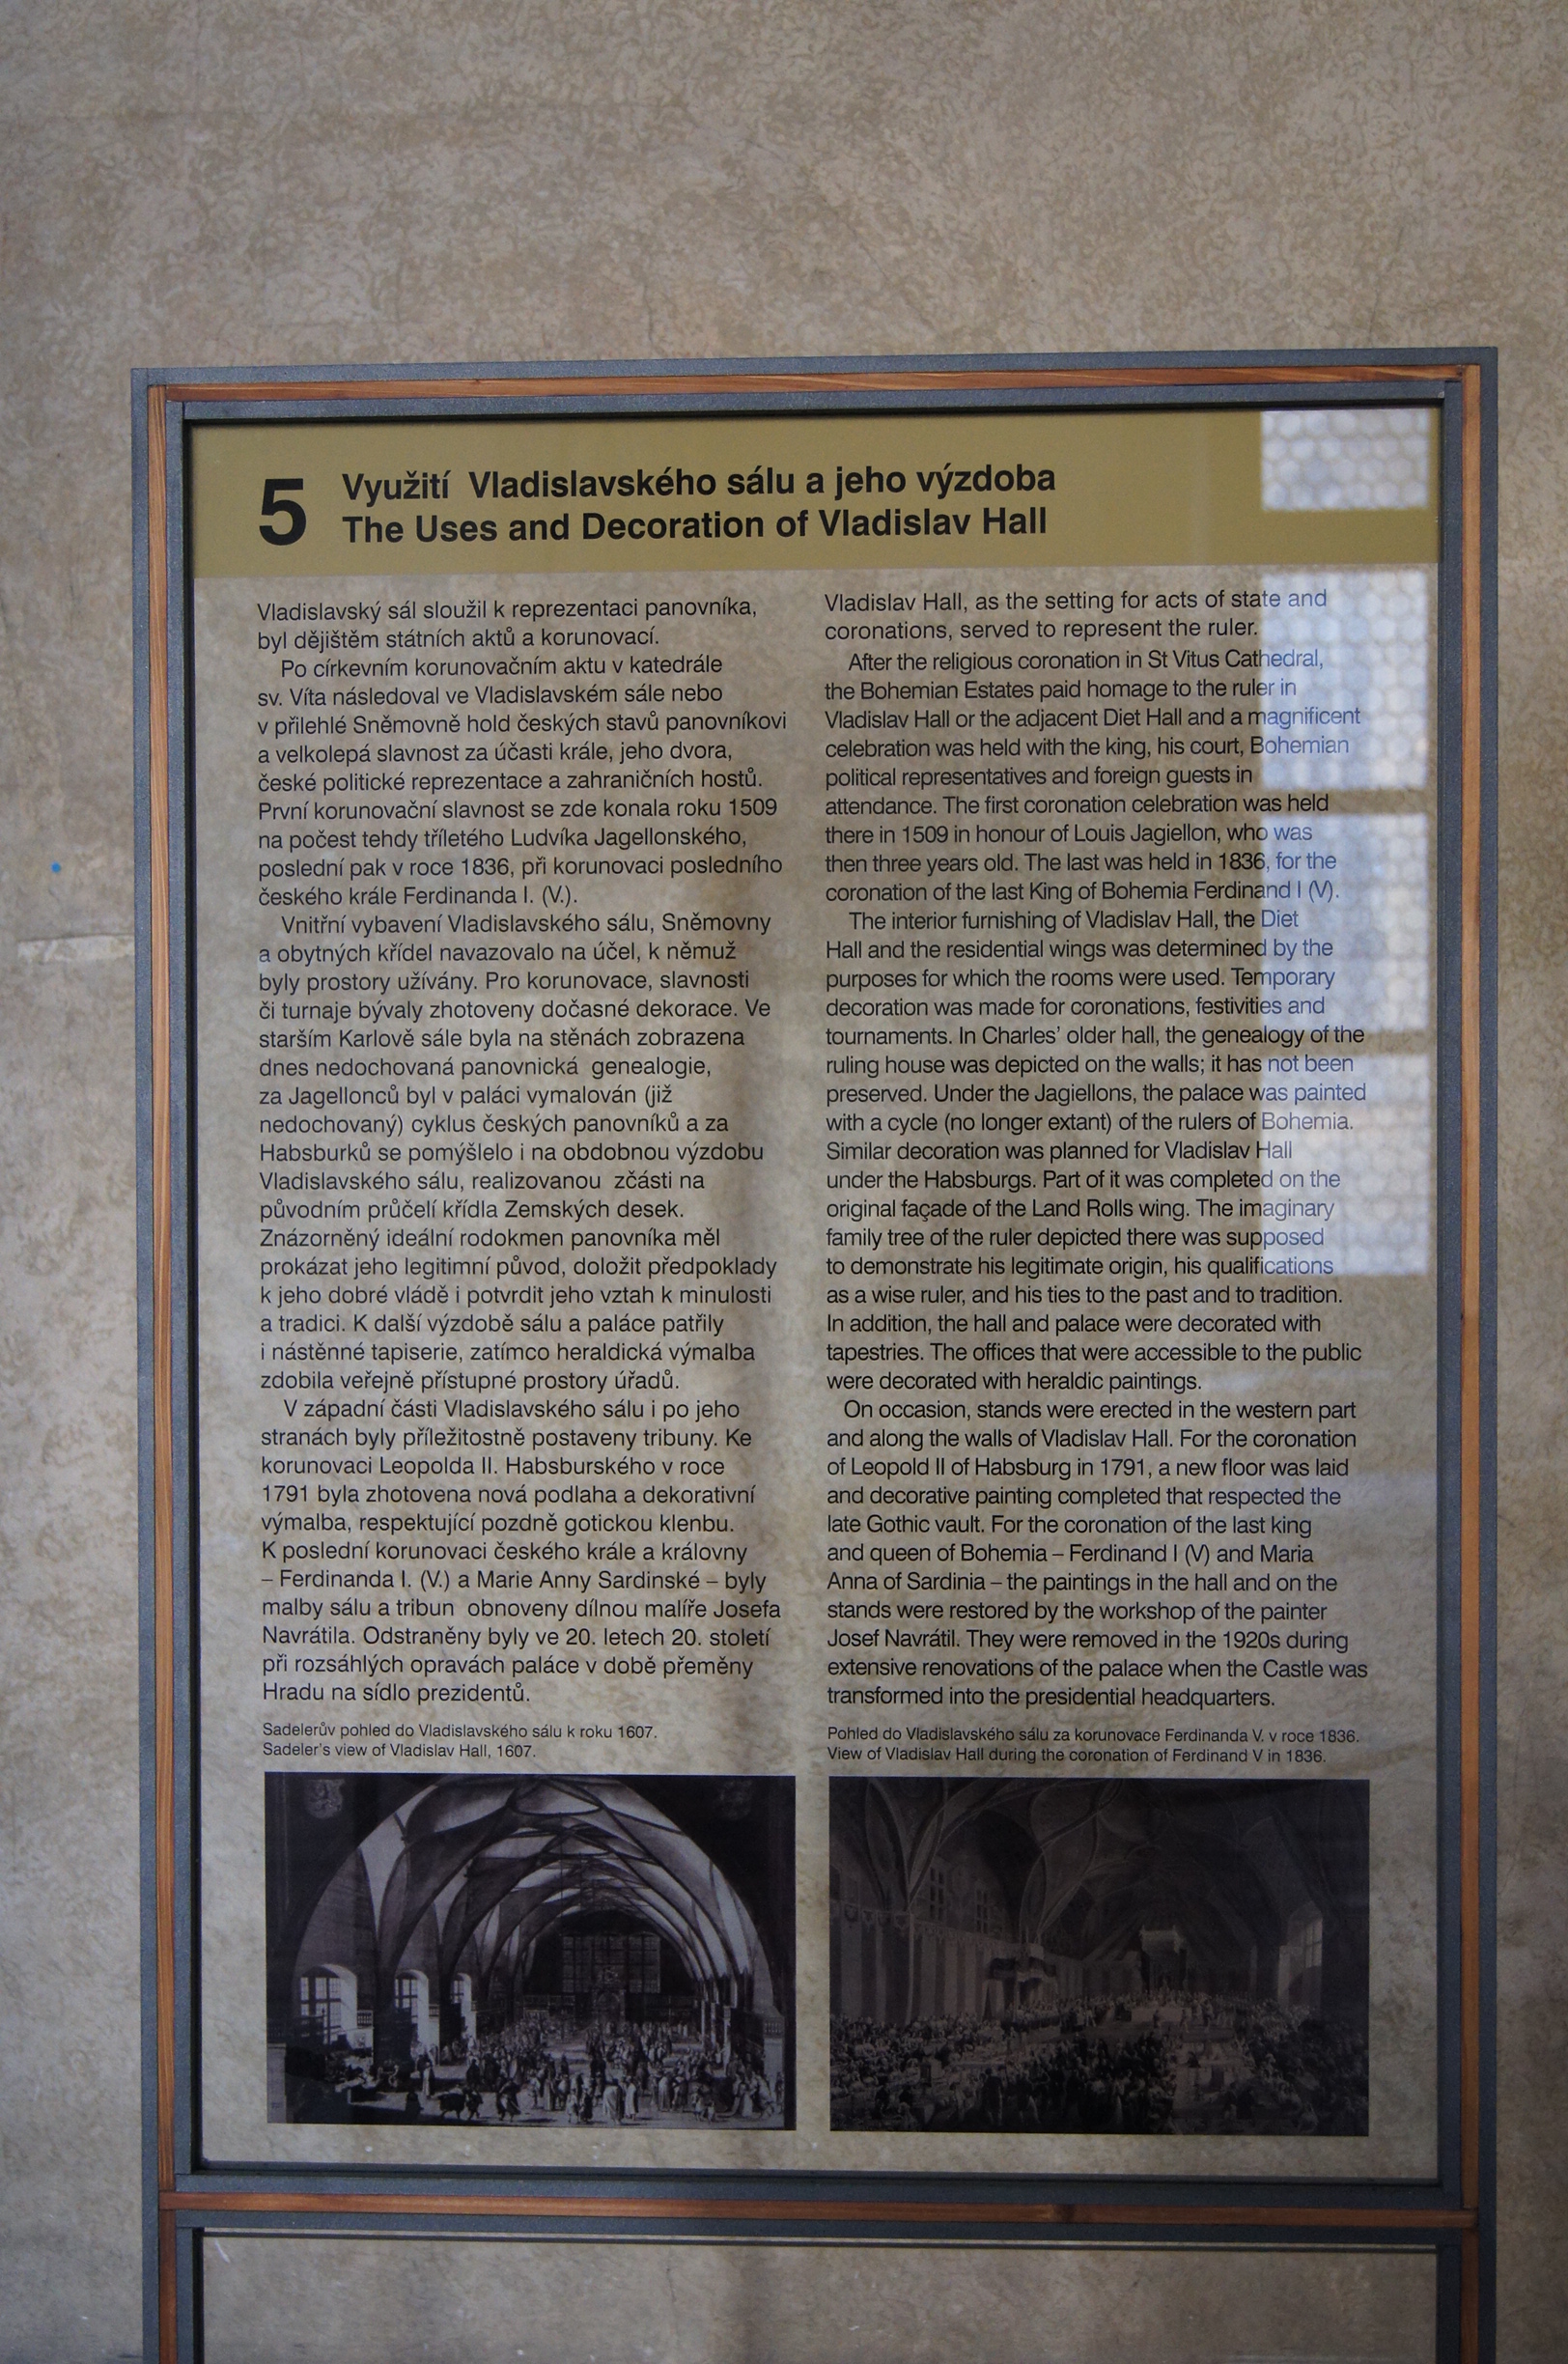 5
Využití Vladislavského sálu a jeho výzdoba
The Uses and Decoration of Vladislav Hall
Vladislavský sál sloužil k reprezentaci panovníka,
byl dějištěm státních aktů a korunovací.
Po církevním korunovačním aktu v katedrále
sv. Víta následoval ve Vladislavském sále nebo
v přilehlé Sněmovně hold českých stavů panovníkovi
a velkolepá slavnost za účasti krále, jeho dvora,
české politické reprezentace a zahraničních hostů.
První korunovační slavnost se zde konala roku 1509
na počest tehdy tříletého Ludvíka Jagellonského,
poslední pak v roce 1836, při korunovaci posledního
českého krále Ferdinanda I. (V.).
Vnitřní vybavení Vladislavského sálu, Sněmovny
a obytných křídel navazovalo na účel, k němuž
byly prostory užívány. Pro korunovace, slavnosti
či turnaje bývaly zhotoveny dočasné dekorace. Ve
starším Karlově sále byla na stěnách zobrazena
dnes nedochovaná panovnická genealogie,
za Jagellonců byl v paláci vymalován (již
nedochovaný) cyklus českých panovníků a za
Habsburků se pomýšlelo i na obdobnou výzdobu
Vladislavského sálu, realizovanou zčásti na
původním průčelí křídla Zemských desek.
Znázorněný ideální rodokmen panovníka měl
prokázat jeho legitimní původ, doložit předpoklady
k jeho dobré vládě i potvrdit jeho vztah k minulosti
a tradici. K další výzdobě sálu a paláce patřily
i nástěnné tapiserie, zatímco heraldická výmalba
zdobila veřejně přístupné prostory úřadů.
V západní části Vladislavského sálu i po jeho
stranách byly příležitostně postaveny tribuny. Ke
korunovaci Leopolda II. Habsburského v roce
1791 byla zhotovena nová podlaha a dekorativní
výmalba, respektující pozdně gotickou klenbu.
K poslední korunovaci českého krále a královny
– Ferdinanda I. (V.) a Marie Anny Sardinské – byly
malby sálu a tribun obnoveny dílnou malíře Josefa
Navrátila. Odstraněny byly ve 20. letech 20. století
při rozsáhlých opravách paláce v době přeměny
Hradu na sídlo prezidentů.
Sadelerův pohled do Vladislavského sálu k roku 1607.
Sadeler's view of Vladislav Hall, 1607.
Vladislav Hall, as the setting for acts of state and
coronations, served to represent the ruler.
After the religious coronation in St Vitus Cathedral,
the Bohemian Estates paid homage to the ruler in
Vladislav Hall or the adjacent Diet Hall and a magnificent
celebration was held with the king, his court, Bohemian
political representatives and foreign guests in
attendance. The first coronation celebration was held
there in 1509 in honour of Louis Jagiellon, who was
then three years old. The last was held in 1836, for the
coronation of the last King of Bohemia Ferdinand I (V).
The interior furnishing of Vladislav Hall, the Diet
Hall and the residential wings was determined by the
purposes for which the rooms were used. Temporary
decoration was made for coronations, festivities and
tournaments. In Charles' older hall, the genealogy of the
ruling house was depicted on the walls; it has not been
preserved. Under the Jagiellons, the palace was painted
with a cycle (no longer extant) of the rulers of Bohemia.
Similar decoration was planned for Vladislav Hall
under the Habsburgs. Part of it was completed on the
original façade of the Land Rolls wing. The imaginary
family tree of the ruler depicted there was supposed
to demonstrate his legitimate origin, his qualifications
as a wise ruler, and his ties to the past and to tradition.
In addition, the hall and palace were decorated with
tapestries. The offices that were accessible to the public
were decorated with heraldic paintings.
On occasion, stands were erected in the western part
and along the walls of Vladislav Hall. For the coronation
of Leopold II of Habsburg in 1791, a new floor was laid
and decorative painting completed that respected the
late Gothic vault. For the coronation of the last king
and queen of Bohemia – Ferdinand I (V) and Maria
Anna of Sardinia – the paintings in the hall and on the
stands were restored by the workshop of the painter
Josef Navrátil. They were removed in the 1920s during
extensive renovations of the palace when the Castle was
transformed into the presidential headquarters.
Pohled do Vladislavského sálu za korunovace Ferdinanda V. v roce 1836.
View of Vladislav Hall during the coronation of Ferdinand V in 1836.